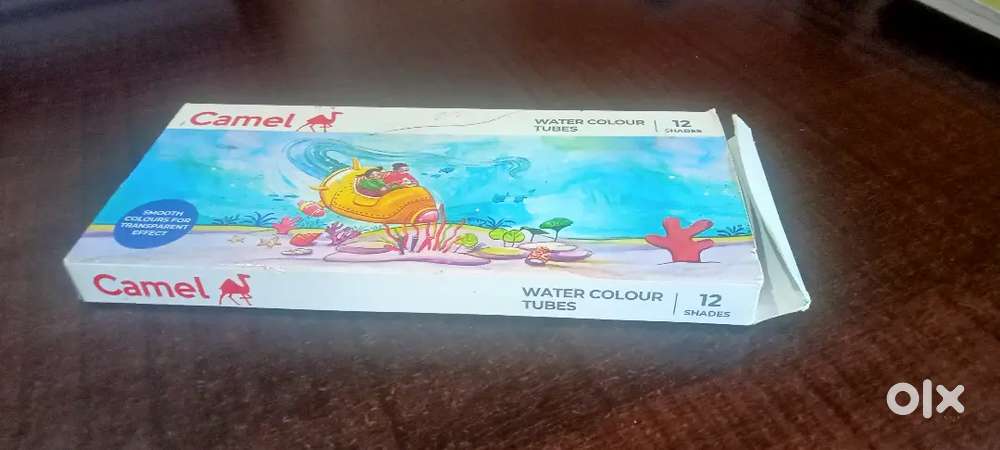 Camel
WATER COLOUR
TUBES
12
SHADES
SMOOTH
COLOURS FOR
TRANSPARENT
EFFECT
Camel
WATER COLOUR
TUBES
12
SHADES
olx